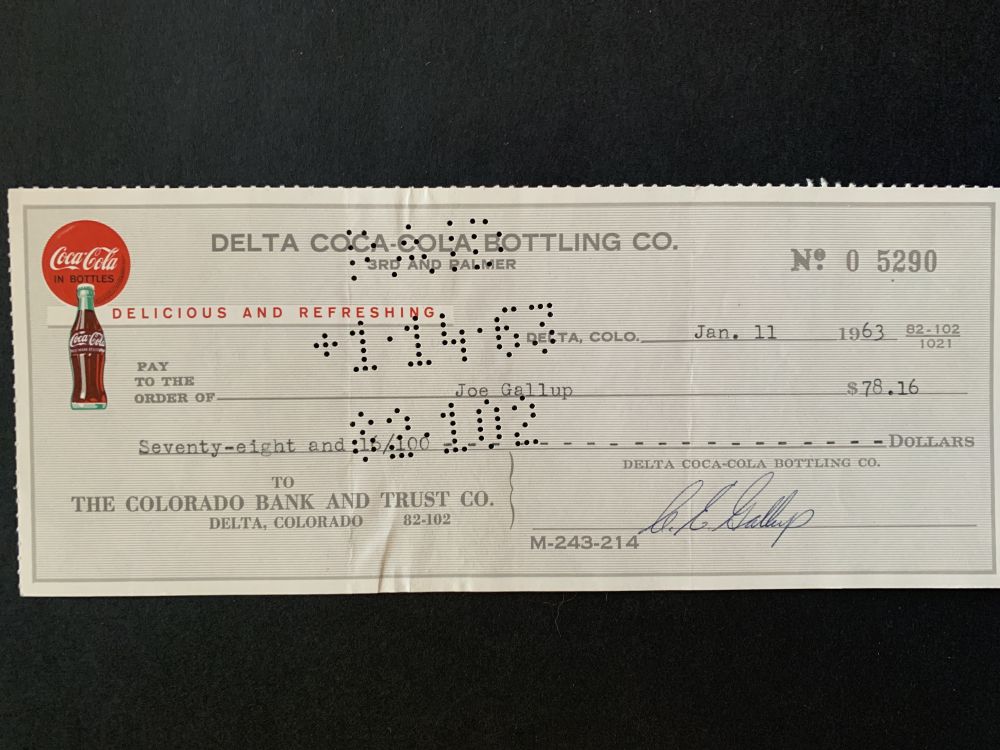 DELTA COCA-COLA BOTTLING CO.
3RD AND PALMER
Nº 0 5290
Coca-Cola
IN BOTTLES
DELICIOUS AND REFRESHING
PAID
+1·14·63
82·102
DELTA, COLO. Jan. 11 1963 82-102
1021
Coca-Cola
PAY
TO THE
ORDER OF Joe Gallup $78.16
Seventy-eight and 16/100 - - - - - - - - - - - - - - - - - - - - - DOLLARS
DELTA COCA-COLA BOTTLING CO.
TO
THE COLORADO BANK AND TRUST CO.
DELTA, COLORADO 82-102
C. E. Gallup
M-243-214